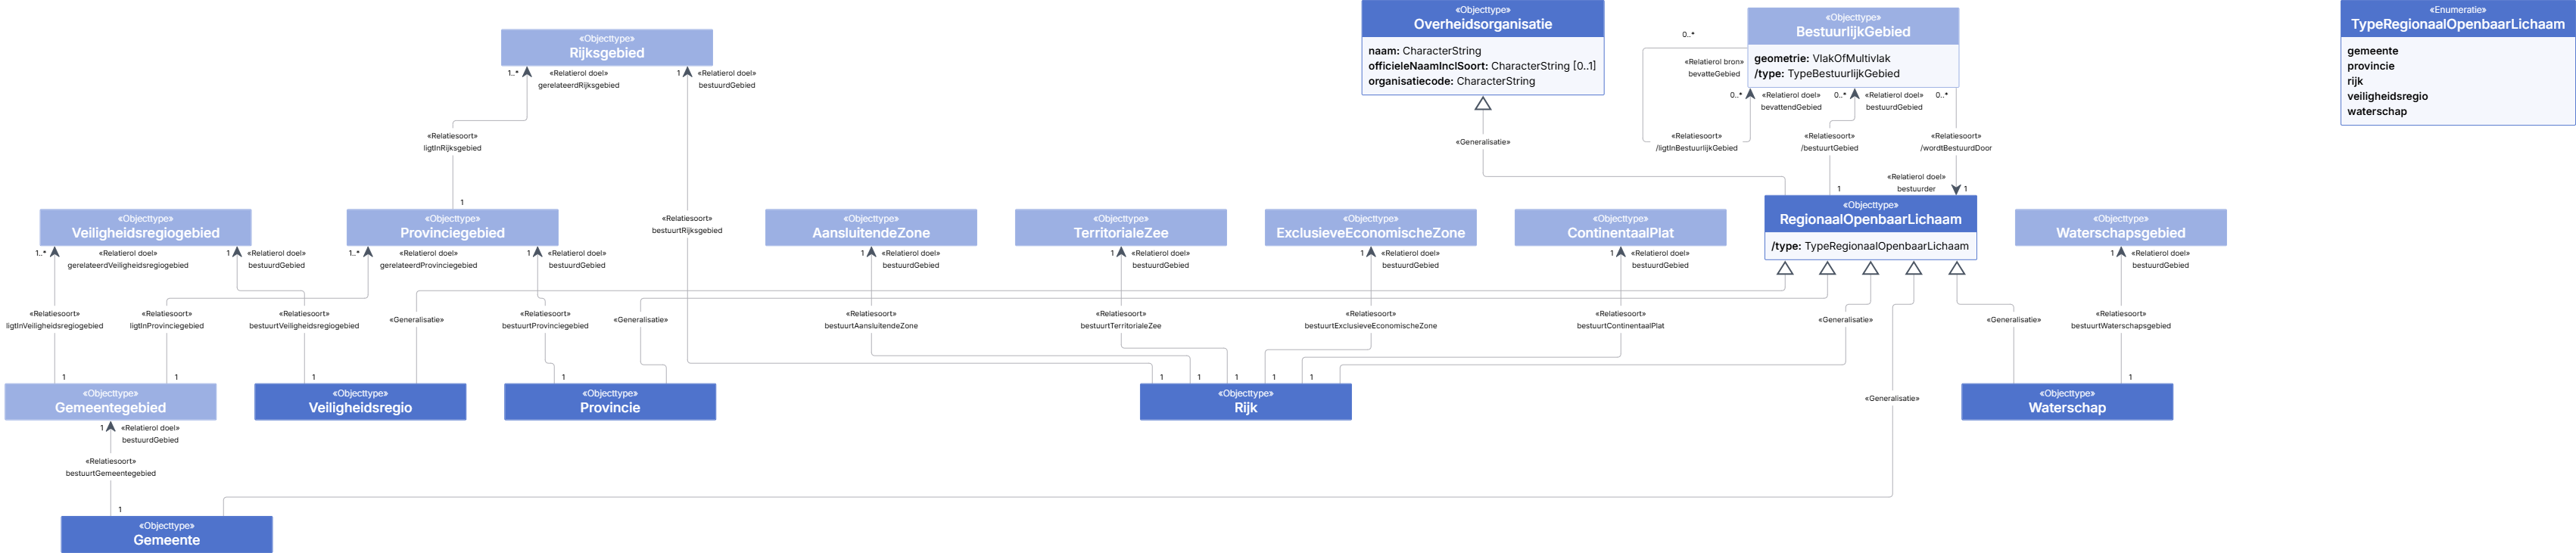 «Objecttype»
Overheidsorganisatie
naam: CharacterString
officieleNaamInclSoort: CharacterString [0..1]
organisatiecode: CharacterString
«Objecttype»
BestuurlijkGebied
geometrie: VlakOfMultivlak
/type: TypeBestuurlijkGebied
«Enumeratie»
TypeRegionaalOpenbaarLichaam
gemeente
provincie
rijk
veiligheidsregio
waterschap
«Objecttype»
Rijksgebied
1..*
«Relatierol doel»
gerelateerdRijksgebied
1
«Relatierol doel»
bestuurdGebied
0..*
«Relatierol bron»
bevatteGebied
0..*
«Relatierol doel»
bevattendGebied
0..*
«Relatierol doel»
bestuurdGebied
0..*
«Relatiesoort»
ligtInRijksgebied
1
«Generalisatie»
«Relatiesoort»
/ligtInBestuurlijkGebied
«Relatiesoort»
/bestuurtGebied
1
«Relatiesoort»
/wordtBestuurdDoor
«Relatierol doel»
bestuurder
1
«Objecttype»
Veiligheidsregiogebied
«Objecttype»
Provinciegebied
«Relatiesoort»
bestuurtRijksgebied
«Objecttype»
AansluitendeZone
«Objecttype»
TerritorialeZee
«Objecttype»
ExclusieveEconomischeZone
«Objecttype»
ContinentaalPlat
«Objecttype»
RegionaalOpenbaarLichaam
/type: TypeRegionaalOpenbaarLichaam
«Objecttype»
Waterschapsgebied
1..*
«Relatierol doel»
gerelateerdVeiligheidsregiogebied
1
«Relatierol doel»
bestuurdGebied
1..*
«Relatierol doel»
gerelateerdProvinciegebied
1
«Relatierol doel»
bestuurdGebied
1
«Relatierol doel»
bestuurdGebied
1
«Relatierol doel»
bestuurdGebied
1
«Relatierol doel»
bestuurdGebied
1
«Relatierol doel»
bestuurdGebied
1
«Relatierol doel»
bestuurdGebied
«Relatiesoort»
ligtInVeiligheidsregiogebied
«Relatiesoort»
ligtInProvinciegebied
«Relatiesoort»
bestuurtVeiligheidsregiogebied
«Generalisatie»
«Relatiesoort»
bestuurtProvinciegebied
«Generalisatie»
«Relatiesoort»
bestuurtAansluitendeZone
«Relatiesoort»
bestuurtTerritorialeZee
«Relatiesoort»
bestuurtExclusieveEconomischeZone
«Relatiesoort»
bestuurtContinentaalPlat
«Generalisatie»
«Generalisatie»
«Relatiesoort»
bestuurtWaterschapsgebied
1
1
1
1
1
1
1
1
1
1
«Objecttype»
Gemeentegebied
«Objecttype»
Veiligheidsregio
«Objecttype»
Provincie
«Objecttype»
Rijk
«Generalisatie»
«Objecttype»
Waterschap
1
«Relatierol doel»
bestuurdGebied
«Relatiesoort»
bestuurtGemeentegebied
1
«Objecttype»
Gemeente